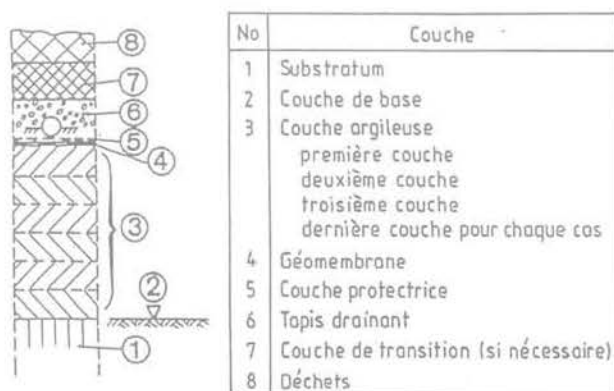 8
7
6
5
4
3
2
1
No Couche
1 Substratum
2 Couche de base
3 Couche argileuse
première couche
deuxième couche
troisième couche
dernière couche pour chaque cas
4 Géomembrane
5 Couche protectrice
6 Tapis drainant
7 Couche de transition (si nécessaire)
8 Déchets